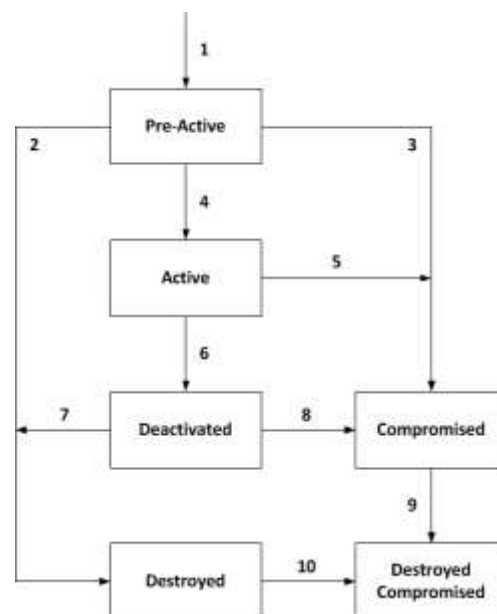 1
Pre-Active
2
3
4
Active
5
6
7
Deactivated
8
Compromised
9
Destroyed
10
Destroyed
Compromised